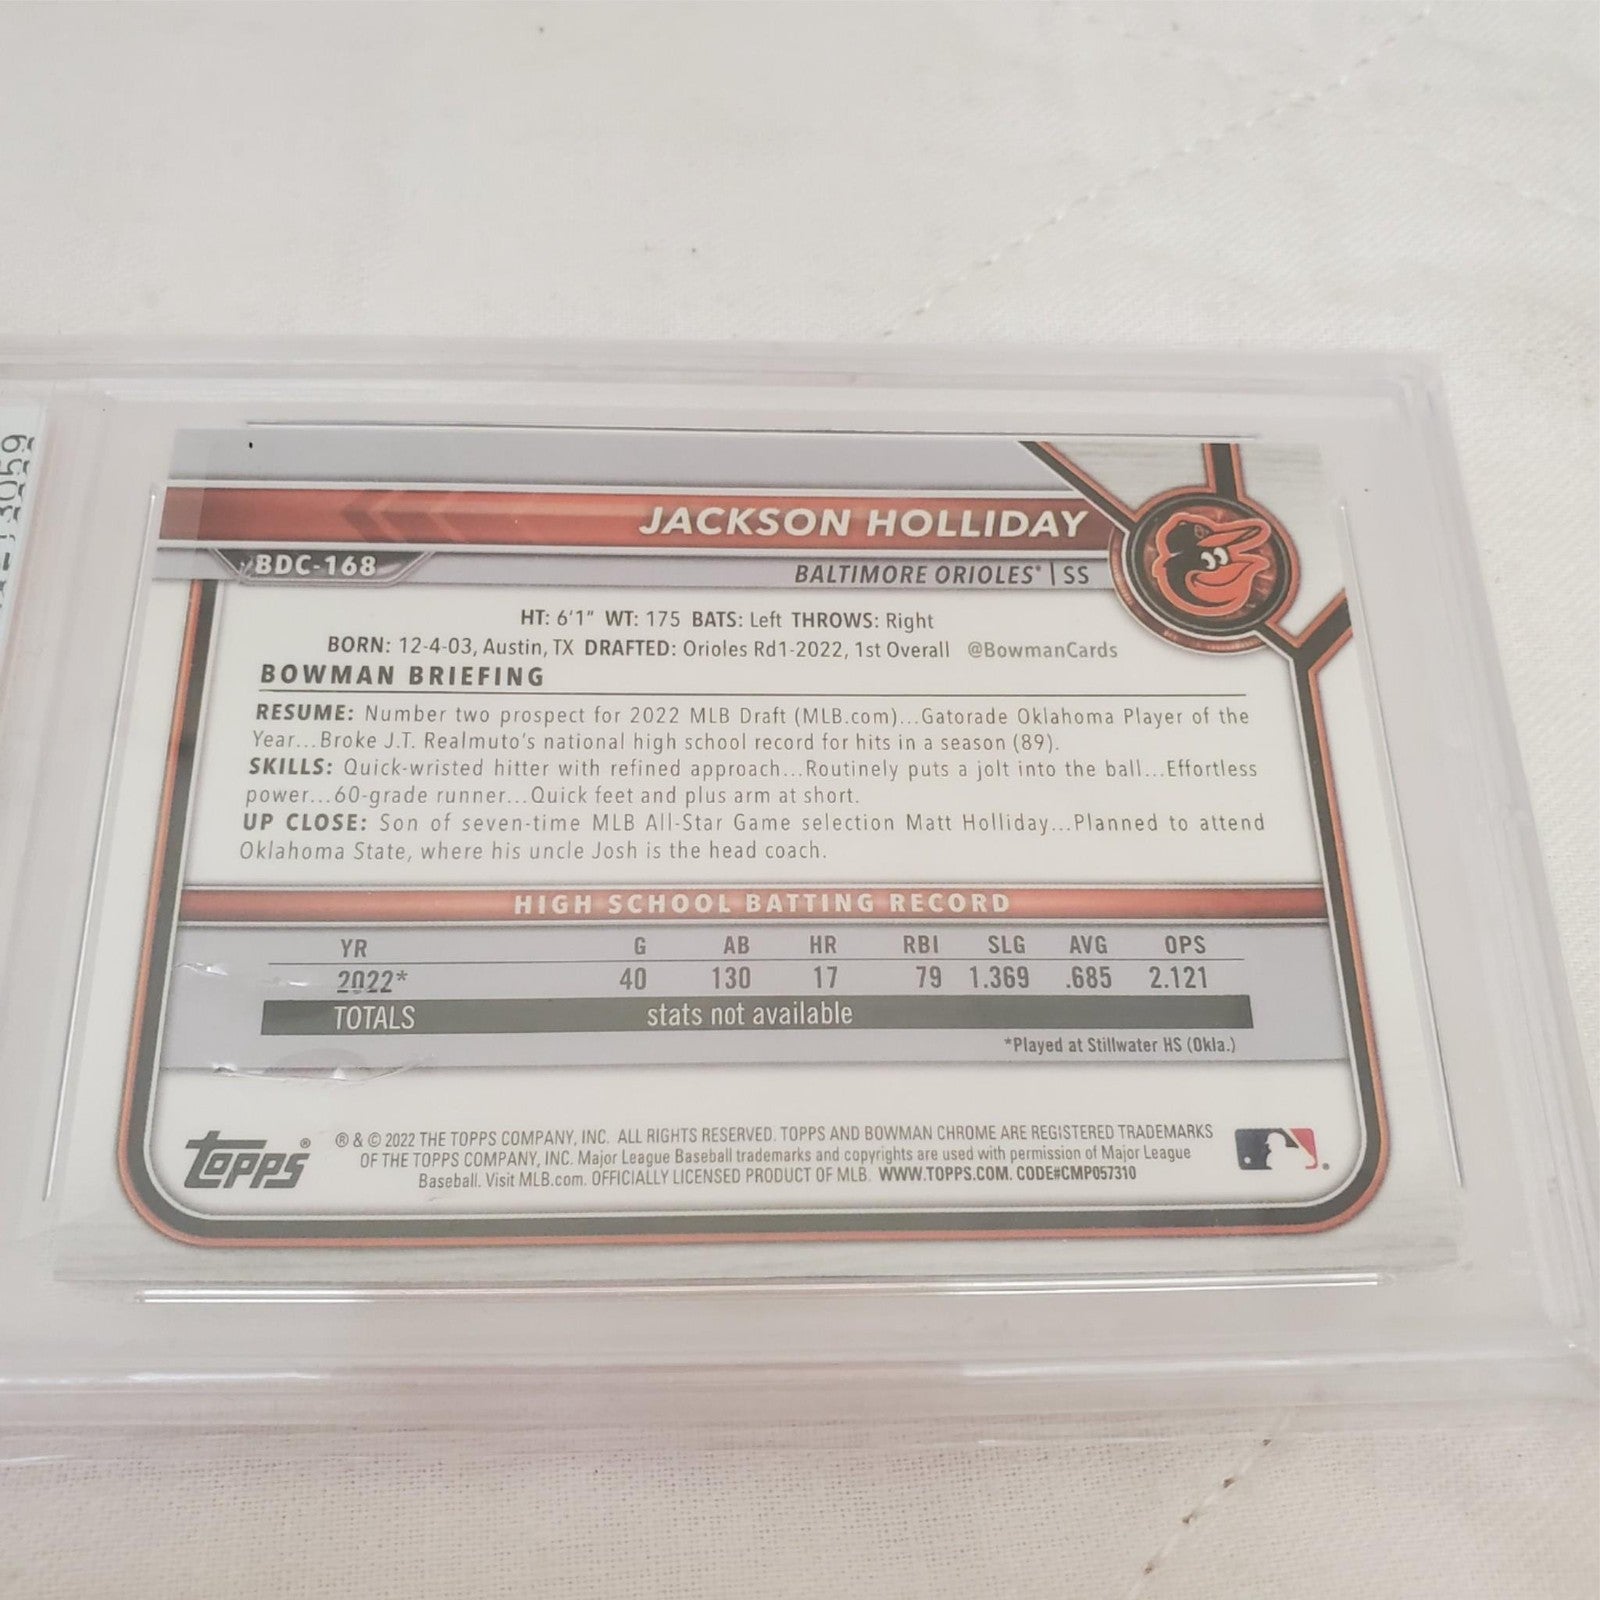 JACKSON HOLLIDAY
BDC-168
BALTIMORE ORIOLES® | SS
HT: 6'1" WT: 175 BATS: Left THROWS: Right
BORN: 12-4-03, Austin, TX DRAFTED: Orioles Rd1-2022, 1st Overall @BowmanCards
BOWMAN BRIEFING
RESUME: Number two prospect for 2022 MLB Draft (MLB.com)...Gatorade Oklahoma Player of the
Year...Broke J.T. Realmuto's national high school record for hits in a season (89).
SKILLS: Quick-wristed hitter with refined approach...Routinely puts a jolt into the ball...Effortless
power...60-grade runner...Quick feet and plus arm at short.
UP CLOSE: Son of seven-time MLB All-Star Game selection Matt Holliday...Planned to attend
Oklahoma State, where his uncle Josh is the head coach.
HIGH SCHOOL BATTING RECORD
YR G AB HR RBI SLG AVG OPS
2022* 40 130 17 79 1.369 .685 2.121
TOTALS stats not available
*Played at Stillwater HS (Okla.)
Topps®
® & © 2022 THE TOPPS COMPANY, INC. ALL RIGHTS RESERVED. TOPPS AND BOWMAN CHROME ARE REGISTERED TRADEMARKS
OF THE TOPPS COMPANY, INC. Major League Baseball trademarks and copyrights are used with permission of Major League
Baseball. Visit MLB.com. OFFICIALLY LICENSED PRODUCT OF MLB. WWW.TOPPS.COM. CODE#CMP057310